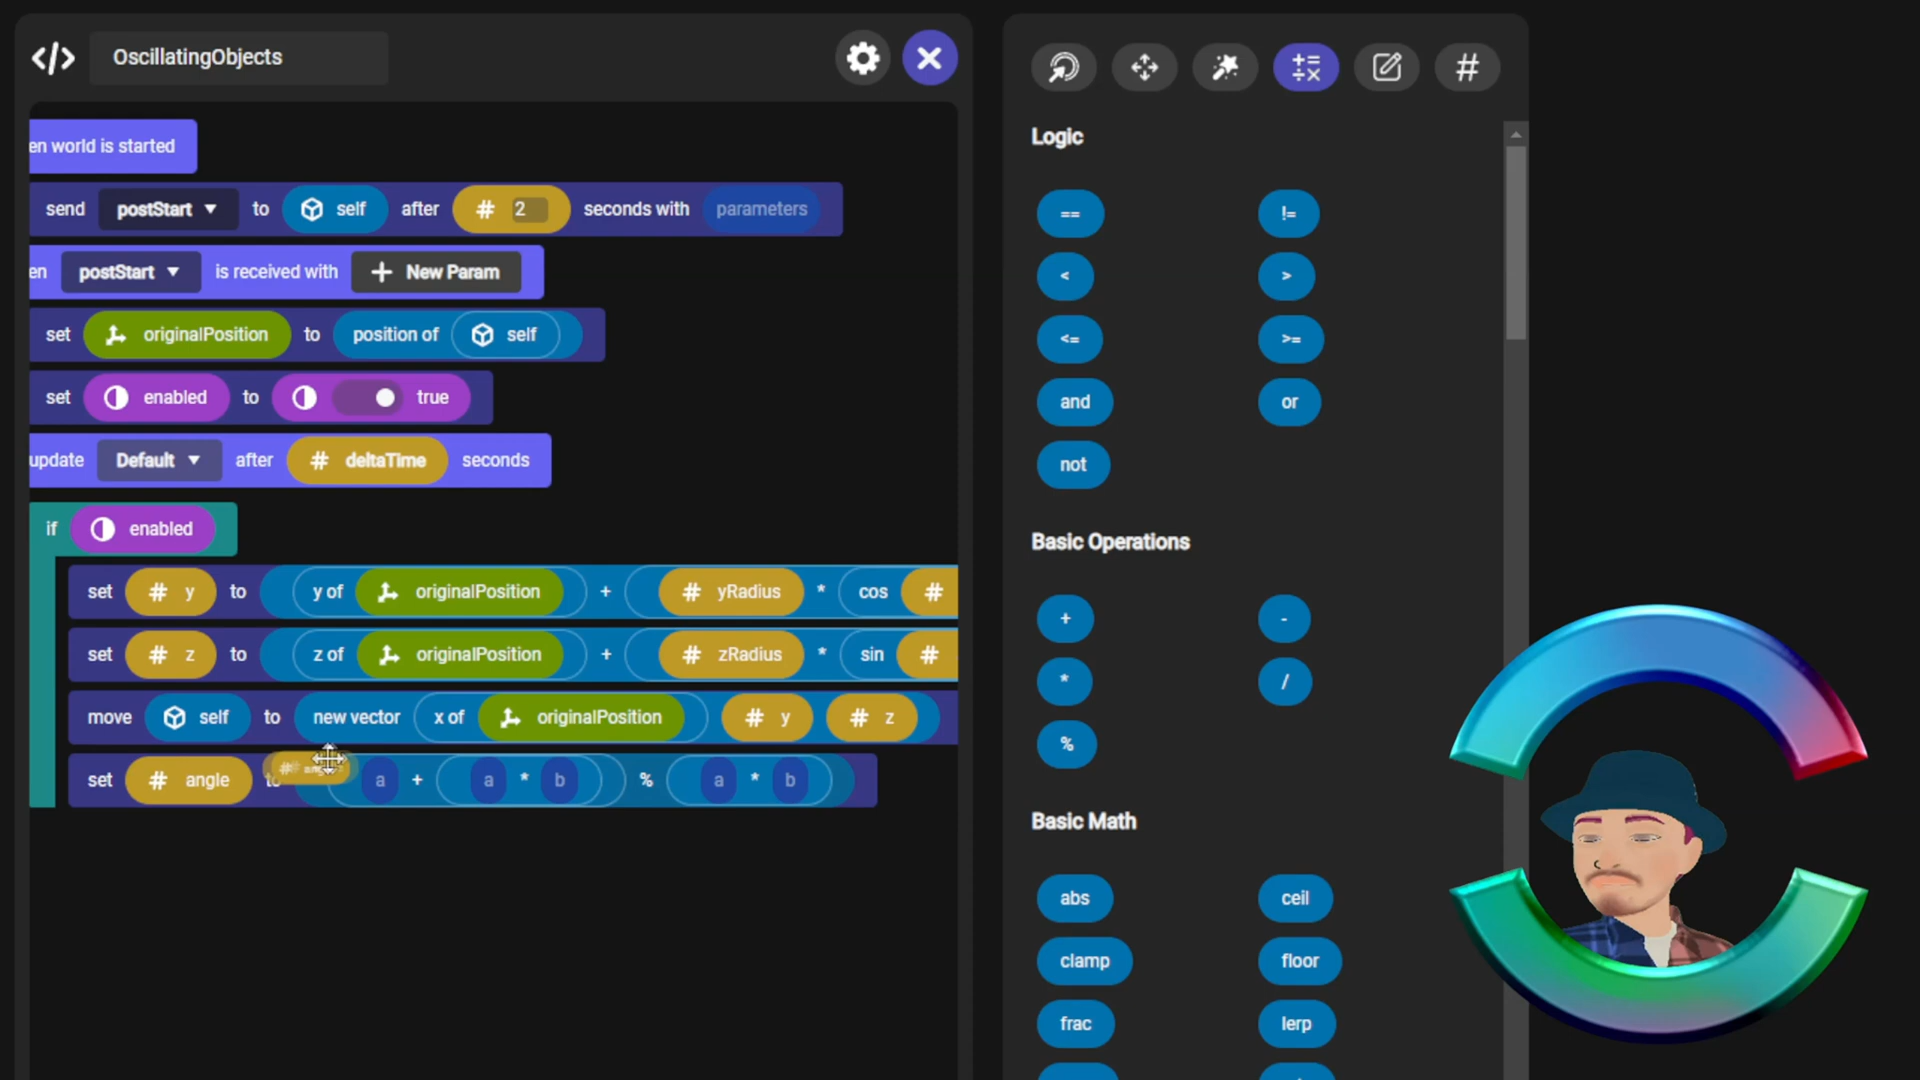 </> OscillatingObjects
en world is started
send postStart to self after # 2 seconds with parameters
en postStart is received with + New Param
set originalPosition to position of self
set enabled to true
update Default after # deltaTime seconds
if enabled
set # y to y of originalPosition + # yRadius * cos #
set # z to z of originalPosition + # zRadius * sin #
move self to new vector x of originalPosition # y # z
set # angle to a + a * b % a * b
#
Logic
== !=
< >
<= >=
and or
not
Basic Operations
+ -
* /
%
Basic Math
abs ceil
clamp floor
frac lerp